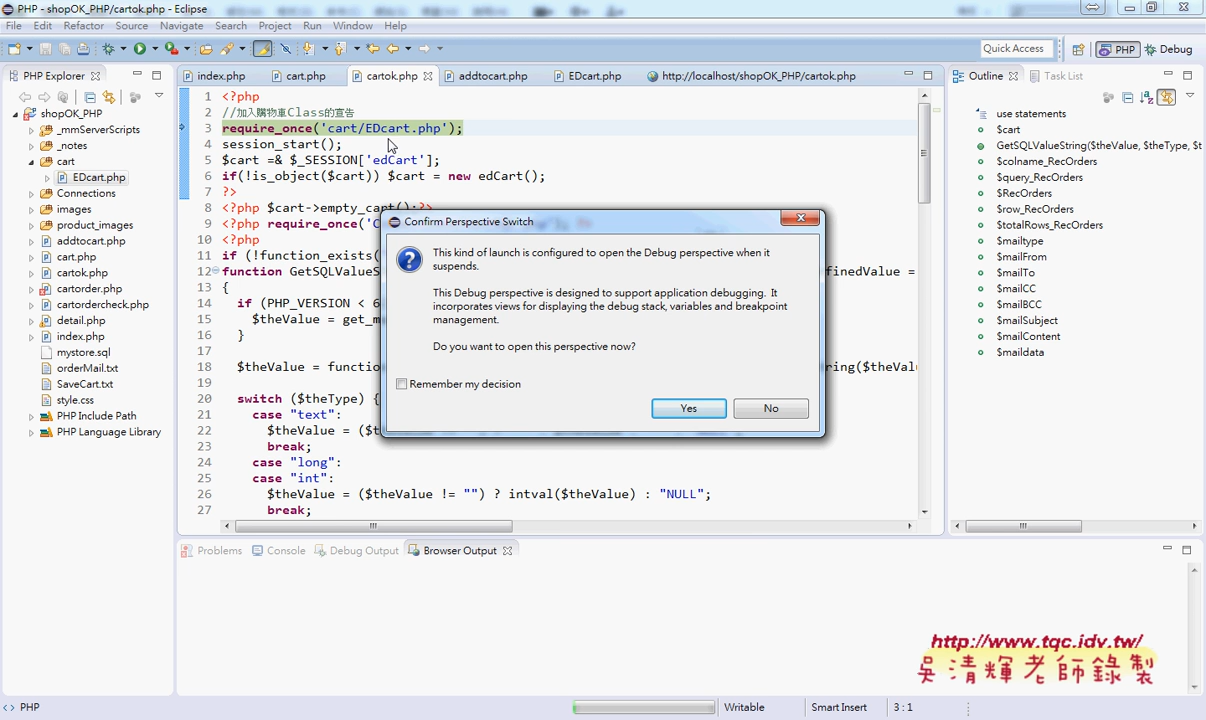 PHP - shopOK_PHP/cartok.php - Eclipse
File Edit Refactor Source Navigate Search Project Run Window Help
Quick Access PHP Debug
PHP Explorer
shopOK_PHP
_mmServerScripts
_notes
cart
EDcart.php
Connections
images
product_images
addtocart.php
cart.php
cartok.php
cartorder.php
cartordercheck.php
detail.php
index.php
mystore.sql
orderMail.txt
SaveCart.txt
style.css
PHP Include Path
PHP Language Library
index.php cart.php cartok.php addtocart.php EDcart.php http://localhost/shopOK_PHP/cartok.php
1 <?php
2 //加入購物車Class的宣告
3 require_once('cart/EDcart.php');
4 session_start();
5 $cart =& $_SESSION['edCart'];
6 if(!is_object($cart)) $cart = new edCart();
7 ?>
8 <?php $cart->empty_cart();?>
9 <?php require_once('C
10 <?php
11 if (!function_exists(
12 function GetSQLValueS efinedValue =
13 {
14 if (PHP_VERSION < 6
15 $theValue = get_m
16 }
17
18 $theValue = function ring($theValu
19
20 switch ($theType) {
21 case "text":
22 $theValue = (
23 break;
24 case "long":
25 case "int":
26 $theValue = ($theValue != "") ? intval($theValue) : "NULL";
27 break;
Confirm Perspective Switch
This kind of launch is configured to open the Debug perspective when it
suspends.
This Debug perspective is designed to support application debugging. It
incorporates views for displaying the debug stack, variables and breakpoint
management.
Do you want to open this perspective now?
Remember my decision
Yes No
Outline Task List
use statements
$cart
GetSQLValueString($theValue, $theType, $t
$colname_RecOrders
$query_RecOrders
$RecOrders
$row_RecOrders
$totalRows_RecOrders
$mailtype
$mailFrom
$mailTo
$mailCC
$mailBCC
$mailSubject
$mailContent
$maildata
Problems Console Debug Output Browser Output
http://www.tqc.idv.tw/
吳清輝老師錄製
PHP Writable Smart Insert 3 : 1